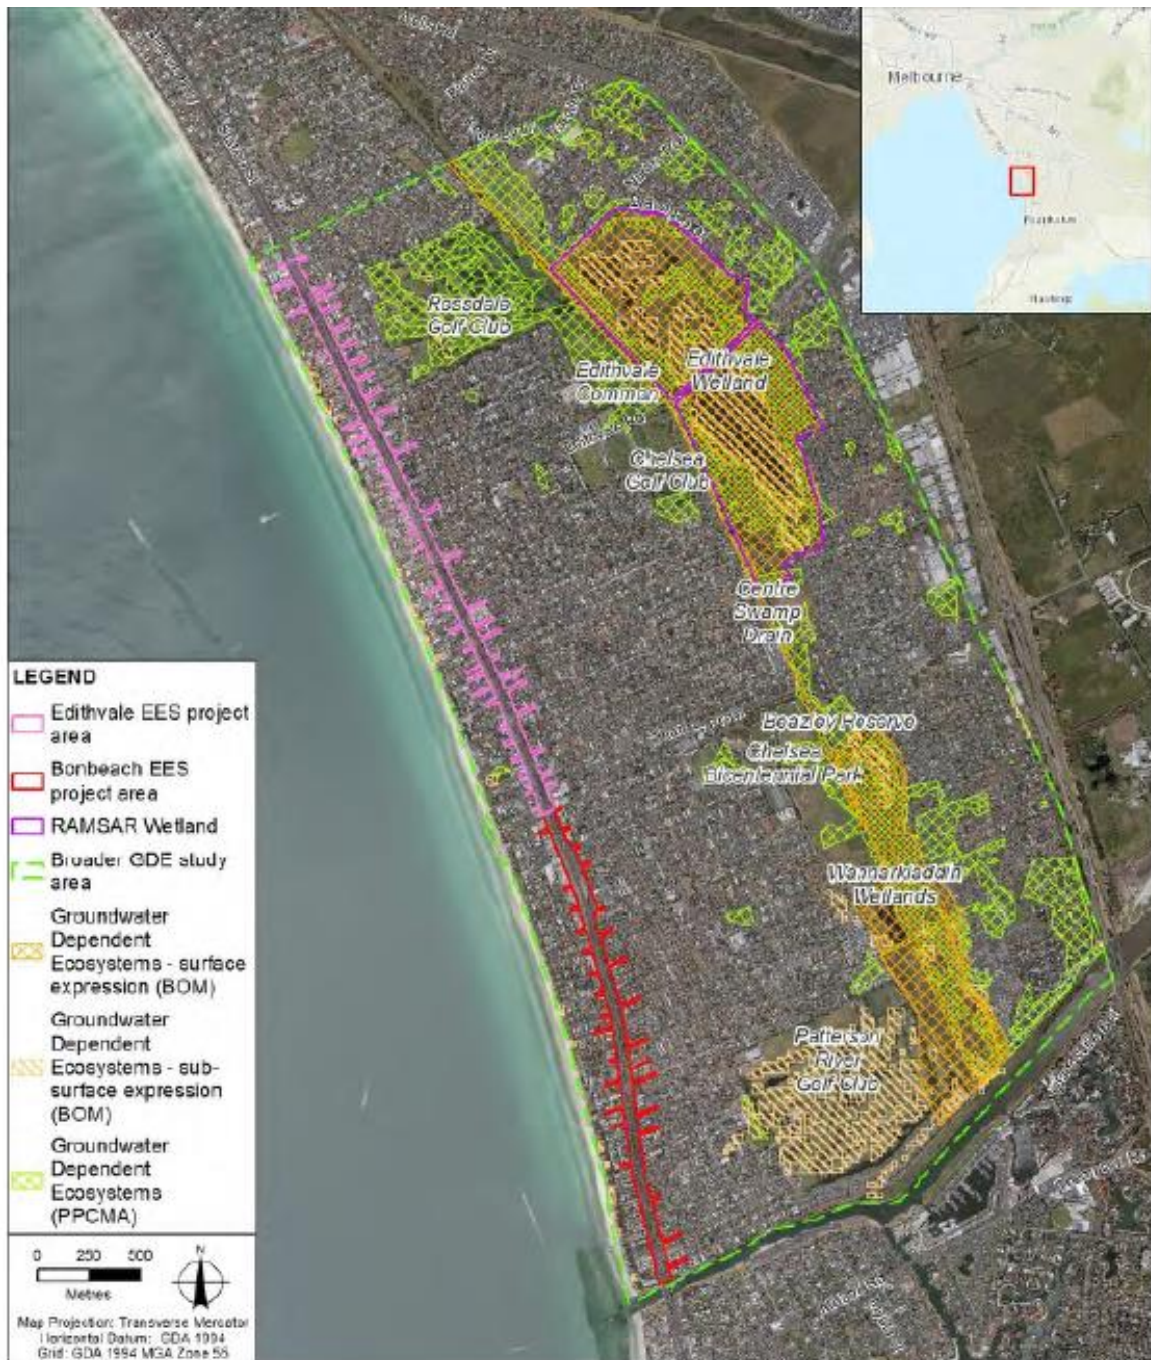 Melbourne
Rossdale
Golf Club
Edithvale
Common
Edithvale
Wetland
Chelsea
Golf Club
Centre
Swamp
Drain
Beazley Reserve
Chelsea
Bicentennial Park
Wannarkladdin
Wetlands
Patterson
River
Golf Club
LEGEND
Edithvale EES project
area
Bonbeach EES
project area
RAMSAR Wetland
Broader GDE study
area
Groundwater
Dependent
Ecosystems - surface
expression (BOM)
Groundwater
Dependent
Ecosystems - sub-
surface expression
(BOM)
Groundwater
Dependent
Ecosystems
(PPCMA)
0 250 500
Metres
N
Map Projection: Transverse Mercator
Horizontal Datum: GDA 1994
Grid: GDA 1994 MGA Zone 55